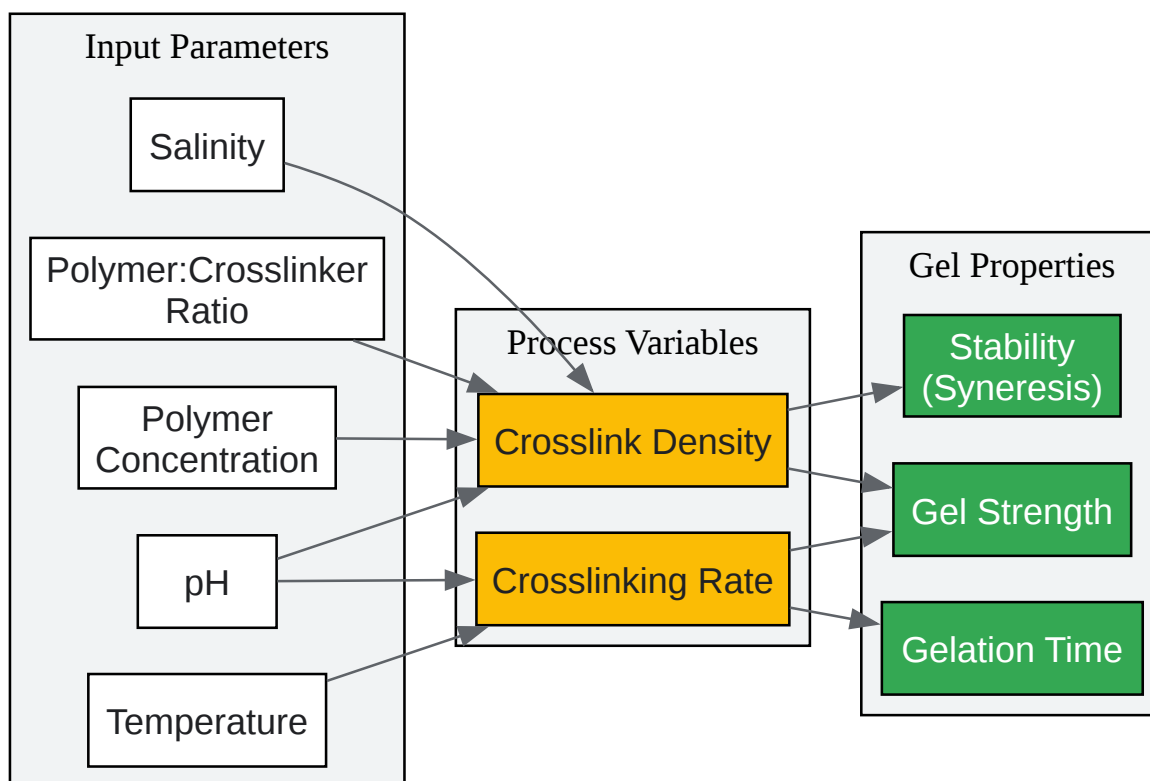 Input Parameters
Salinity
Polymer:Crosslinker
Ratio
Polymer
Concentration
pH
Temperature
Process Variables
Crosslink Density
Crosslinking Rate
Gel Properties
Stability
(Syneresis)
Gel Strength
Gelation Time